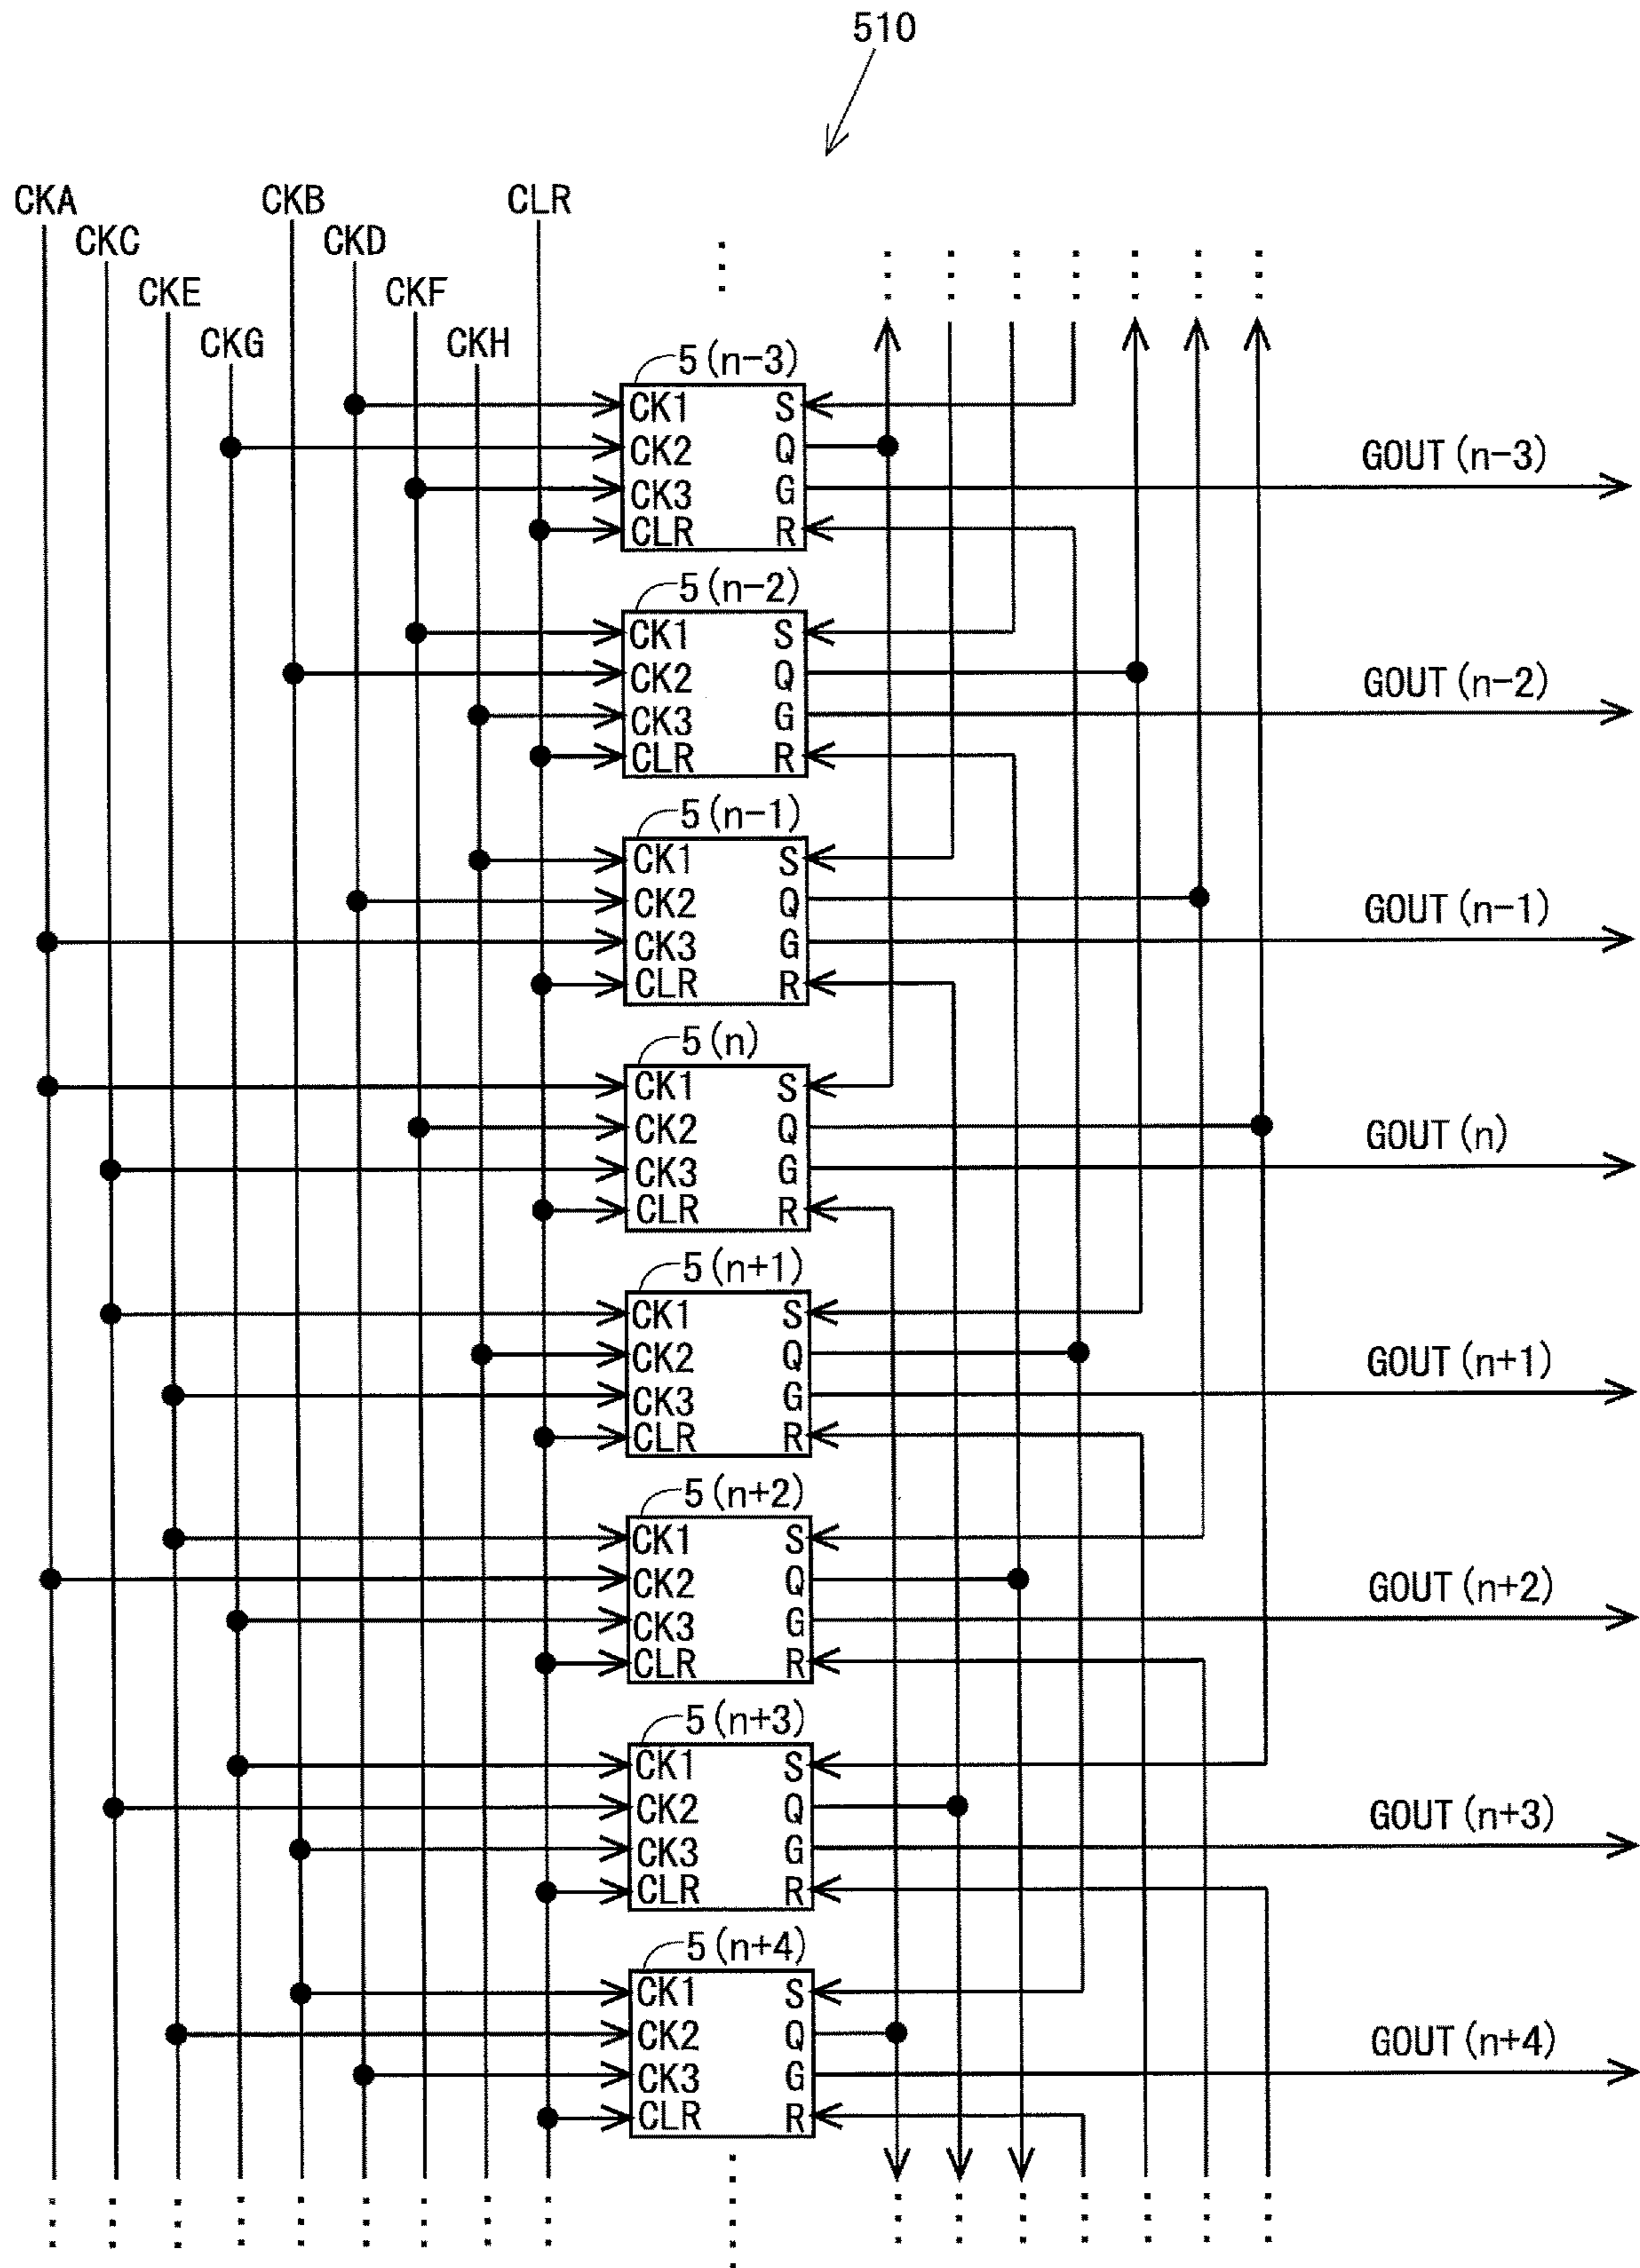 510
CKA
CKC
CKE
CKG
CKB
CKD
CKF
CKH
CLR
5(n-3)
CK1 S
CK2 Q
CK3 G
CLR R
GOUT(n-3)
5(n-2)
CK1 S
CK2 Q
CK3 G
CLR R
GOUT(n-2)
5(n-1)
CK1 S
CK2 Q
CK3 G
CLR R
GOUT(n-1)
5(n)
CK1 S
CK2 Q
CK3 G
CLR R
GOUT(n)
5(n+1)
CK1 S
CK2 Q
CK3 G
CLR R
GOUT(n+1)
5(n+2)
CK1 S
CK2 Q
CK3 G
CLR R
GOUT(n+2)
5(n+3)
CK1 S
CK2 Q
CK3 G
CLR R
GOUT(n+3)
5(n+4)
CK1 S
CK2 Q
CK3 G
CLR R
GOUT(n+4)